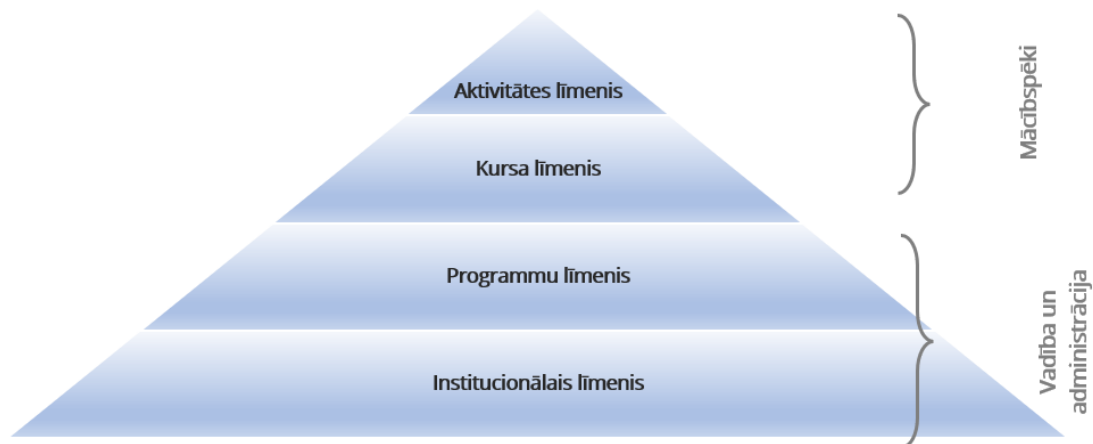 Aktivitātes līmenis
Kursa līmenis
Programmu līmenis
Institucionālais līmenis
Mācībspēki
Vadība un
administrācija